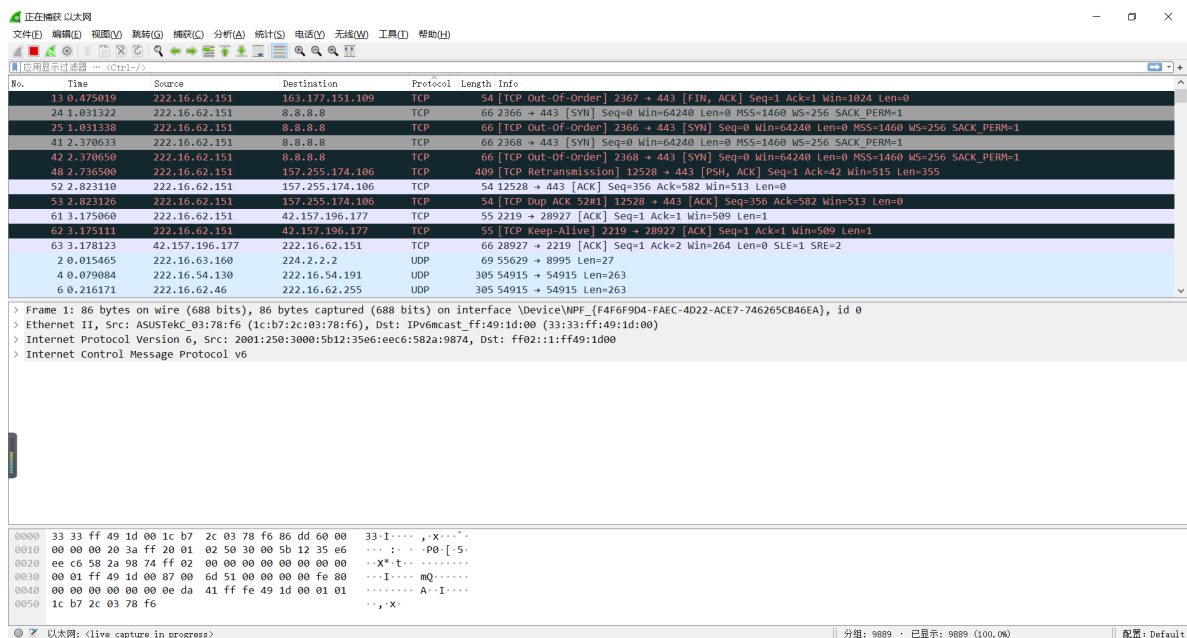 正在捕获 以太网
文件(F) 编辑(E) 视图(V) 跳转(G) 捕获(C) 分析(A) 统计(S) 电话(Y) 无线(W) 工具(T) 帮助(H)
应用显示过滤器 … <Ctrl-/>
No. Time Source Destination Protocol Length Info
13 0.475019 222.16.62.151 163.177.151.109 TCP 54 [TCP Out-Of-Order] 2367 → 443 [FIN, ACK] Seq=1 Ack=1 Win=1024 Len=0
24 1.031322 222.16.62.151 8.8.8.8 TCP 66 2366 → 443 [SYN] Seq=0 Win=64240 Len=0 MSS=1460 WS=256 SACK_PERM=1
25 1.031338 222.16.62.151 8.8.8.8 TCP 66 [TCP Out-Of-Order] 2366 → 443 [SYN] Seq=0 Win=64240 Len=0 MSS=1460 WS=256 SACK_PERM=1
41 2.370633 222.16.62.151 8.8.8.8 TCP 66 2368 → 443 [SYN] Seq=0 Win=64240 Len=0 MSS=1460 WS=256 SACK_PERM=1
42 2.370650 222.16.62.151 8.8.8.8 TCP 66 [TCP Out-Of-Order] 2368 → 443 [SYN] Seq=0 Win=64240 Len=0 MSS=1460 WS=256 SACK_PERM=1
48 2.736500 222.16.62.151 157.255.174.106 TCP 409 [TCP Retransmission] 12528 → 443 [PSH, ACK] Seq=1 Ack=42 Win=515 Len=355
52 2.823110 222.16.62.151 157.255.174.106 TCP 54 12528 → 443 [ACK] Seq=356 Ack=582 Win=513 Len=0
53 2.823126 222.16.62.151 157.255.174.106 TCP 54 [TCP Dup ACK 52#1] 12528 → 443 [ACK] Seq=356 Ack=582 Win=513 Len=0
61 3.175060 222.16.62.151 42.157.196.177 TCP 55 2219 → 28927 [ACK] Seq=1 Ack=1 Win=509 Len=1
62 3.175111 222.16.62.151 42.157.196.177 TCP 55 [TCP Keep-Alive] 2219 → 28927 [ACK] Seq=1 Ack=1 Win=509 Len=1
63 3.178123 42.157.196.177 222.16.62.151 TCP 66 28927 → 2219 [ACK] Seq=1 Ack=2 Win=264 Len=0 SLE=1 SRE=2
2 0.015465 222.16.63.160 224.2.2.2 UDP 69 55629 → 8995 Len=27
4 0.079084 222.16.54.130 222.16.54.191 UDP 305 54915 → 54915 Len=263
6 0.216171 222.16.62.46 222.16.62.255 UDP 305 54915 → 54915 Len=263
> Frame 1: 86 bytes on wire (688 bits), 86 bytes captured (688 bits) on interface \Device\NPF_{F4F6F9D4-FAEC-4D22-ACE7-746265CB46EA}, id 0
> Ethernet II, Src: ASUSTekC_03:78:f6 (1c:b7:2c:03:78:f6), Dst: IPv6mcast_ff:49:1d:00 (33:33:ff:49:1d:00)
> Internet Protocol Version 6, Src: 2001:250:3000:5b12:35e6:eec6:582a:9874, Dst: ff02::1:ff49:1d00
> Internet Control Message Protocol v6
0000 33 33 ff 49 1d 00 1c b7 2c 03 78 f6 86 dd 60 00 33·I···· ,·x···`·
0010 00 00 00 20 3a ff 20 01 02 50 30 00 5b 12 35 e6 ··· :· · ·P0·[·5·
0020 ee c6 58 2a 98 74 ff 02 00 00 00 00 00 00 00 00 ··X*·t·· ········
0030 00 01 ff 49 1d 00 87 00 6d 51 00 00 00 00 fe 80 ···I···· mQ······
0040 00 00 00 00 00 00 0e da 41 ff fe 49 1d 00 01 01 ········ A··I····
0050 1c b7 2c 03 78 f6 ··,·x·
以太网: <live capture in progress> 分组: 9889 · 已显示: 9889 (100.0%) 配置: Default